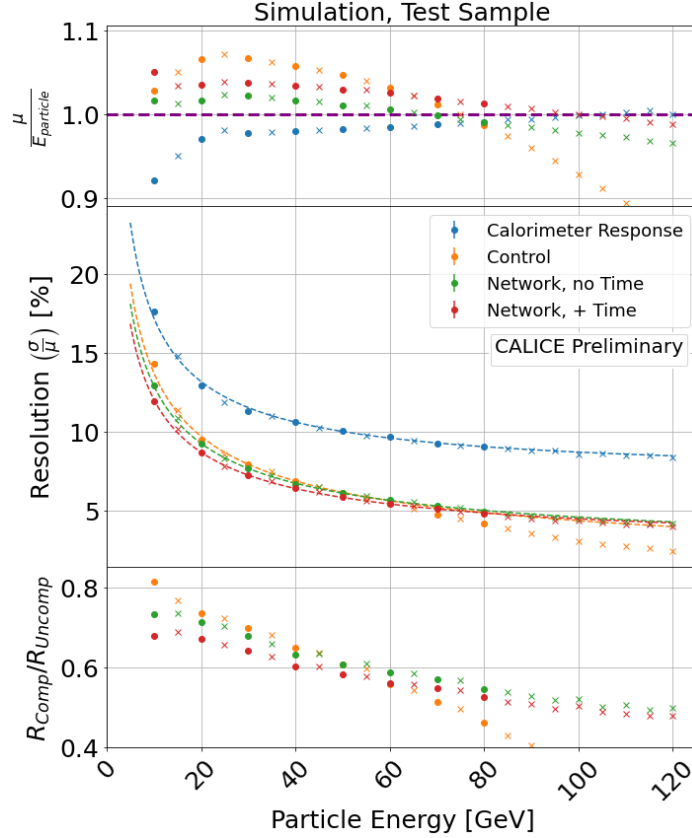 Simulation, Test Sample
1.1
1.0
0.9
μ
E_particle
20
15
10
5
Resolution (σ/μ) [%]
Calorimeter Response
Control
Network, no Time
Network, + Time
CALICE Preliminary
0.8
0.6
0.4
R_Comp/R_Uncomp
0 20 40 60 80 100 120
Particle Energy [GeV]